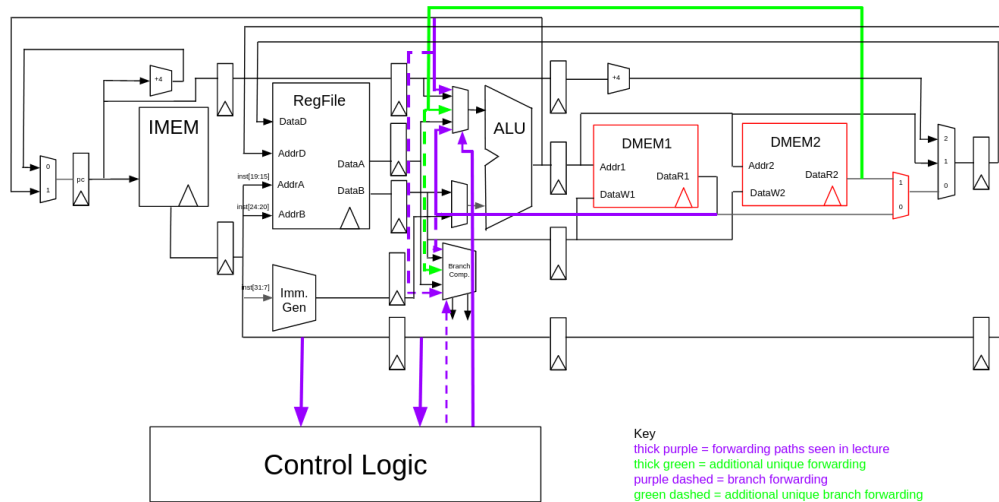 +4
+4
RegFile
ALU
IMEM
DataD
DMEM1
DMEM2
2
0
AddrD
DataA
Addr1
Addr2
1
pc
inst[19:15]
AddrA
DataR1
DataR2
1
0
1
DataB
DataW1
DataW2
inst[24:20]
AddrB
0
Branch
Comp.
inst[31:7]
Imm.
Gen
Control Logic
Key
thick purple = forwarding paths seen in lecture
thick green = additional unique forwarding
purple dashed = branch forwarding
green dashed = additional unique branch forwarding